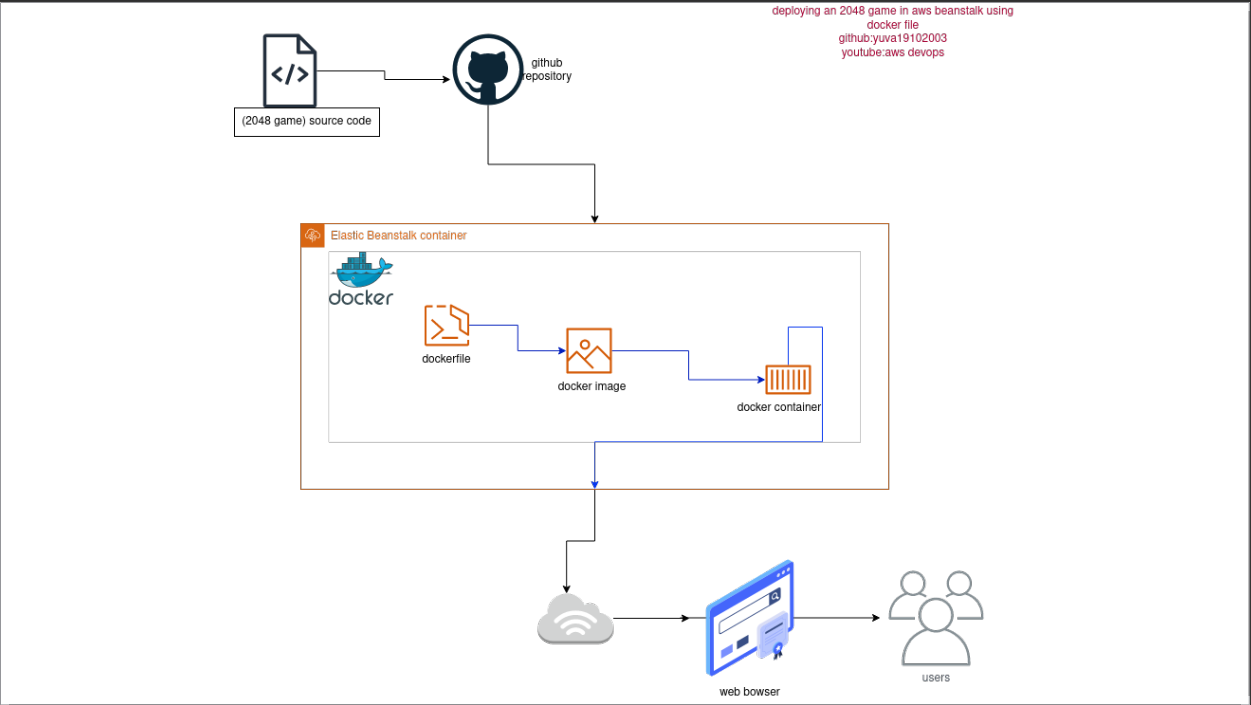 deploying an 2048 game in aws beanstalk using
docker file
github:yuva19102003
youtube:aws devops
</>
(2048 game) source code
github
repository
Elastic Beanstalk container
docker
dockerfile
docker image
docker container
web bowser
users